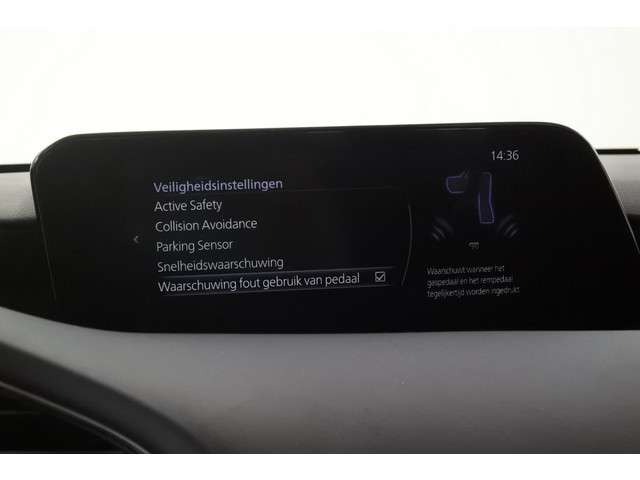 14:36
Veiligheidsinstellingen
Active Safety
Collision Avoidance
Parking Sensor
Snelheidswaarschuwing
Waarschuwing fout gebruik van pedaal
Waarschuwt wanneer het
gaspedaal en het rempedaal
tegelijkertijd worden ingedrukt